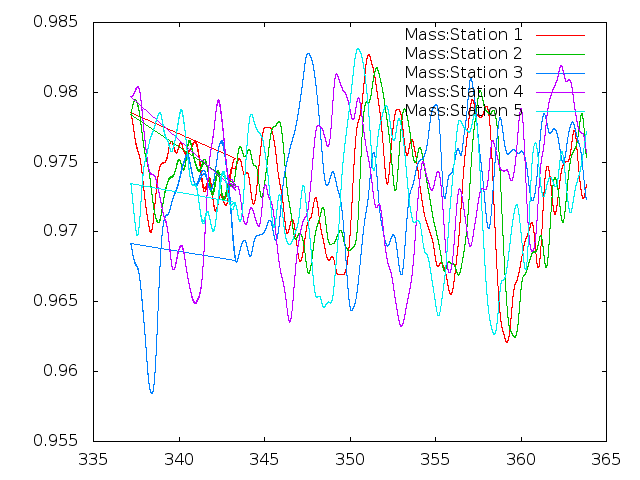 0.985
0.98
0.975
0.97
0.965
0.96
0.955
335
340
345
350
355
360
365
Mass:Station 1
Mass:Station 2
Mass:Station 3
Mass:Station 4
Mass:Station 5